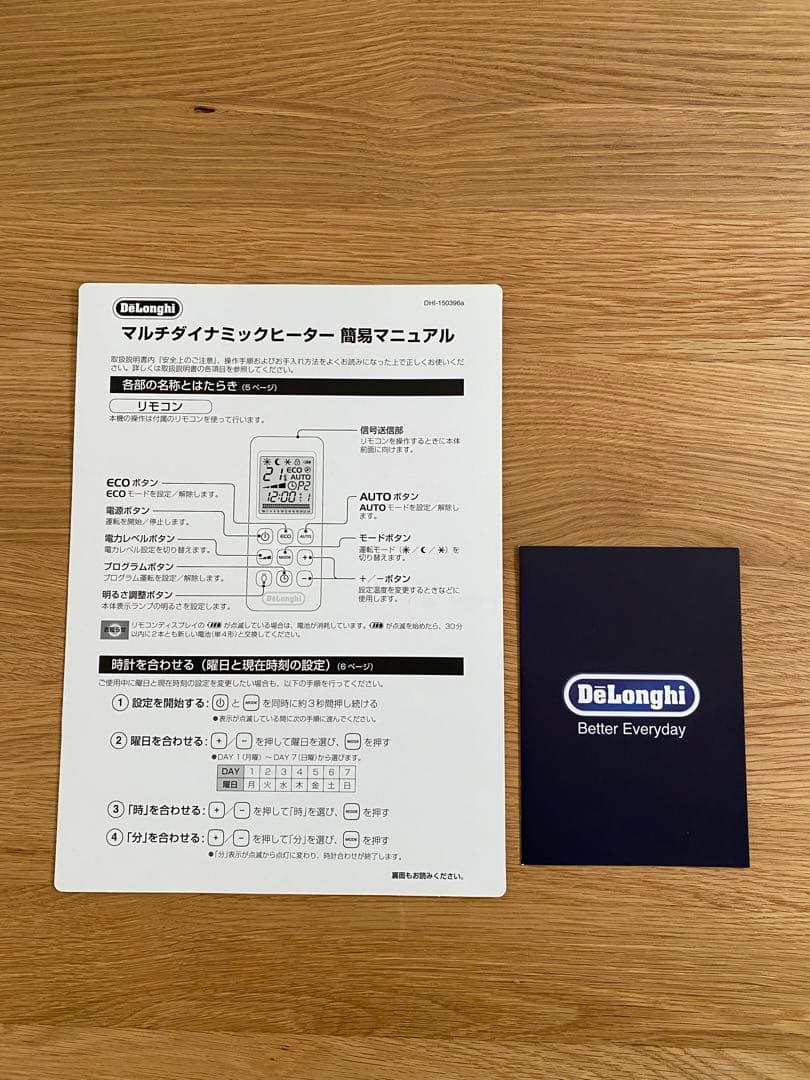 DēLonghi
DHI-150396a
マルチダイナミックヒーター 簡易マニュアル
取扱説明書内「安全上のご注意」、操作手順およびお手入れ方法をよくお読みになった上で正しくお使いくだ
さい。詳しくは取扱説明書の各項目を参照してください。
各部の名称とはたらき (5ページ)
リモコン
本機の操作は付属のリモコンを使って行います。
信号送信部
リモコンを操作するときに本体
前面に向けます。
21
ECO
AUTO
P2
12:00
ECOボタン
ECOモードを設定/解除します。
電源ボタン
運転を開始/停止します。
電力レベルボタン
電力レベル設定を切り替えます。
プログラムボタン
プログラム運転を設定/解除します。
明るさ調整ボタン
本体表示ランプの明るさを設定します。
ECO
AUTO
MODE
+
−
DēLonghi
AUTOボタン
AUTOモードを設定/解除し
ます。
モードボタン
運転モード(☀/☾/✳)を
切り替えます。
+/−ボタン
設定温度を変更するときなどに
使用します。
お知らせ
リモコンディスプレイの が点滅している場合は、電池が消耗しています。 が点滅を始めたら、30分
以内に2本とも新しい電池(単4形)と交換してください。
時計を合わせる(曜日と現在時刻の設定) (6ページ)
ご使用中に曜日と現在時刻の設定を変更したい場合も、以下の手順を行ってください。
① 設定を開始する: と MODE を同時に約3秒間押し続ける
●表示が点滅している間に次の手順に進んでください。
② 曜日を合わせる: +/− を押して曜日を選び、 MODE を押す
●DAY 1(月曜)〜DAY 7(日曜)から選びます。
DAY 1 2 3 4 5 6 7
曜日 月 火 水 木 金 土 日
③「時」を合わせる: +/− を押して「時」を選び、 MODE を押す
④「分」を合わせる: +/− を押して「分」を選び、 MODE を押す
●「分」表示が点滅から点灯に変わり、時計合わせが終了します。
裏面もお読みください。
DēLonghi
Better Everyday